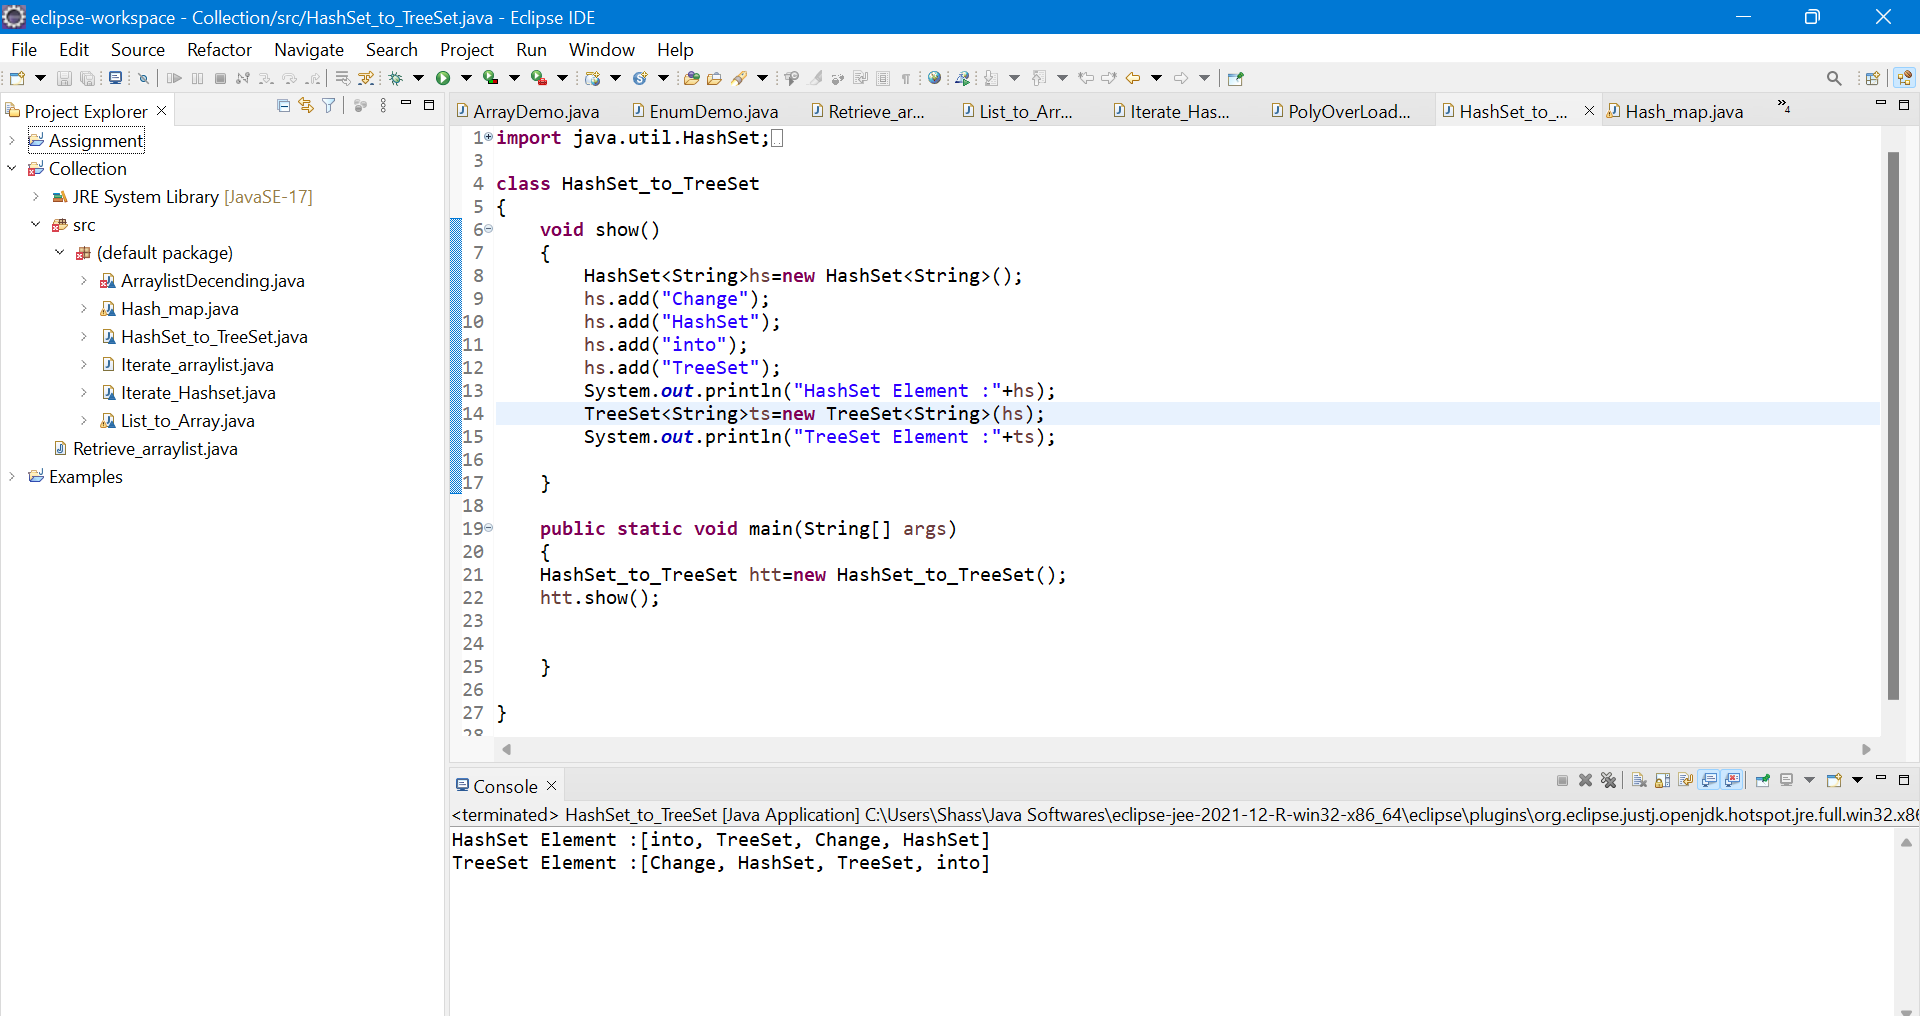 eclipse-workspace - Collection/src/HashSet_to_TreeSet.java - Eclipse IDE
File Edit Source Refactor Navigate Search Project Run Window Help
Project Explorer
Assignment
Collection
JRE System Library [JavaSE-17]
src
(default package)
ArraylistDecending.java
Hash_map.java
HashSet_to_TreeSet.java
Iterate_arraylist.java
Iterate_Hashset.java
List_to_Array.java
Retrieve_arraylist.java
Examples
ArrayDemo.java EnumDemo.java Retrieve_ar... List_to_Arr... Iterate_Has... PolyOverLoad... HashSet_to_... Hash_map.java »4
1 import java.util.HashSet;
3
4 class HashSet_to_TreeSet
5 {
6 void show()
7 {
8 HashSet<String>hs=new HashSet<String>();
9 hs.add("Change");
10 hs.add("HashSet");
11 hs.add("into");
12 hs.add("TreeSet");
13 System.out.println("HashSet Element :"+hs);
14 TreeSet<String>ts=new TreeSet<String>(hs);
15 System.out.println("TreeSet Element :"+ts);
16
17 }
18
19 public static void main(String[] args)
20 {
21 HashSet_to_TreeSet htt=new HashSet_to_TreeSet();
22 htt.show();
23
24
25 }
26
27 }
28
Console
<terminated> HashSet_to_TreeSet [Java Application] C:\Users\Shass\Java Softwares\eclipse-jee-2021-12-R-win32-x86_64\eclipse\plugins\org.eclipse.justj.openjdk.hotspot.jre.full.win32.x86
HashSet Element :[into, TreeSet, Change, HashSet]
TreeSet Element :[Change, HashSet, TreeSet, into]